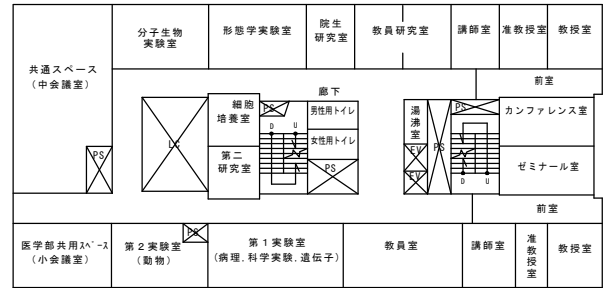 分子生物
実験室
形態学実験室
院生
研究室
教員研究室
講師室
准教授室
教授室
共通スペース
(中会議室)
前室
廊下
細胞
培養室
PS
男性用トイレ
湯沸室
PS
カンファレンス室
D U
女性用トイレ
LC
PS
EV
PS
第二
研究室
PS
EV
ゼミナール室
D U
前室
医学部共用スペース
(小会議室)
第2実験室
(動物)
PS
第1実験室
(病理,科学実験,遺伝子)
教員室
講師室
准教授室
教授室